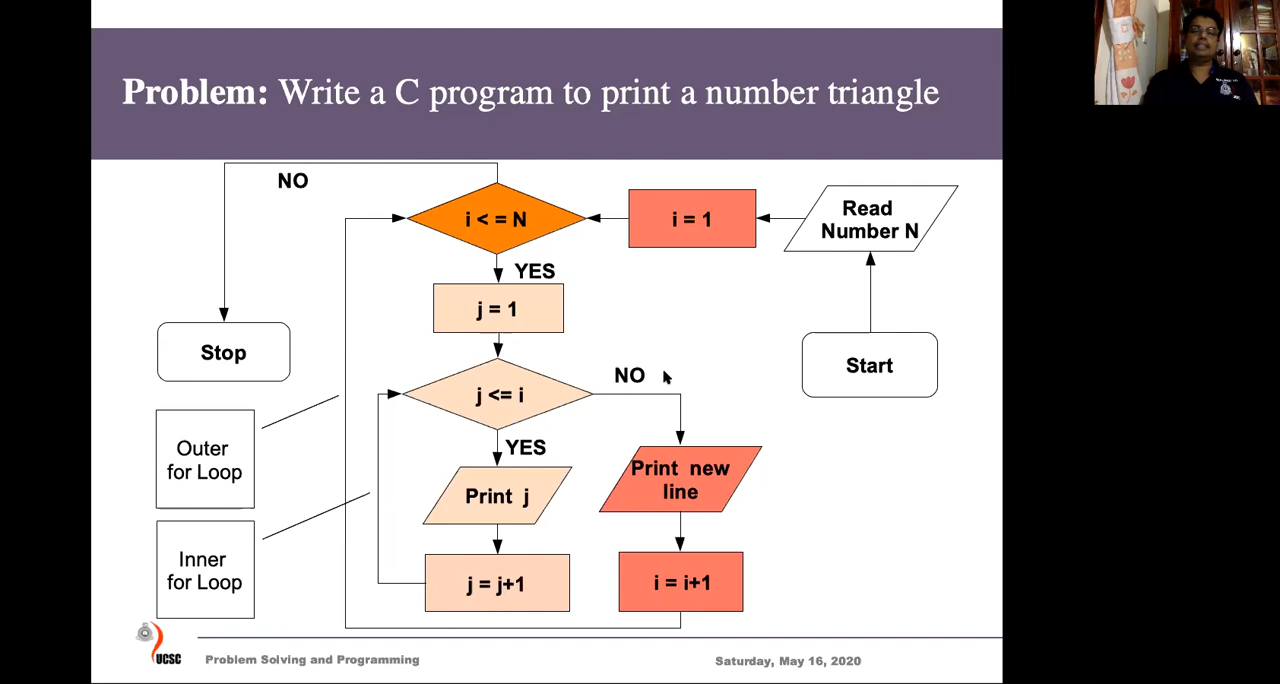 Problem: Write a C program to print a number triangle
NO
i < = N
i = 1
Read
Number N
YES
j = 1
Stop
j <= i
NO
Start
Outer
for Loop
YES
Print j
Print new
line
Inner
for Loop
j = j+1
i = i+1
UCSC
Problem Solving and Programming
Saturday, May 16, 2020